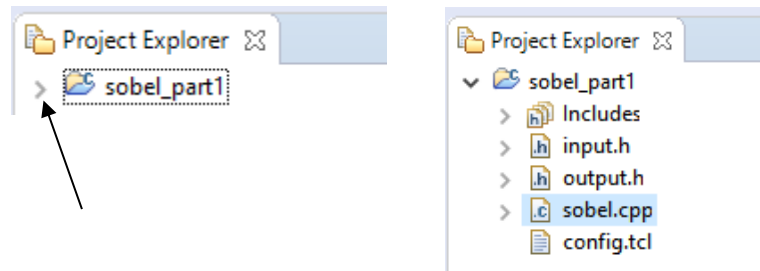 Project Explorer
sobel_part1
Project Explorer
sobel_part1
Includes
input.h
output.h
sobel.cpp
config.tcl